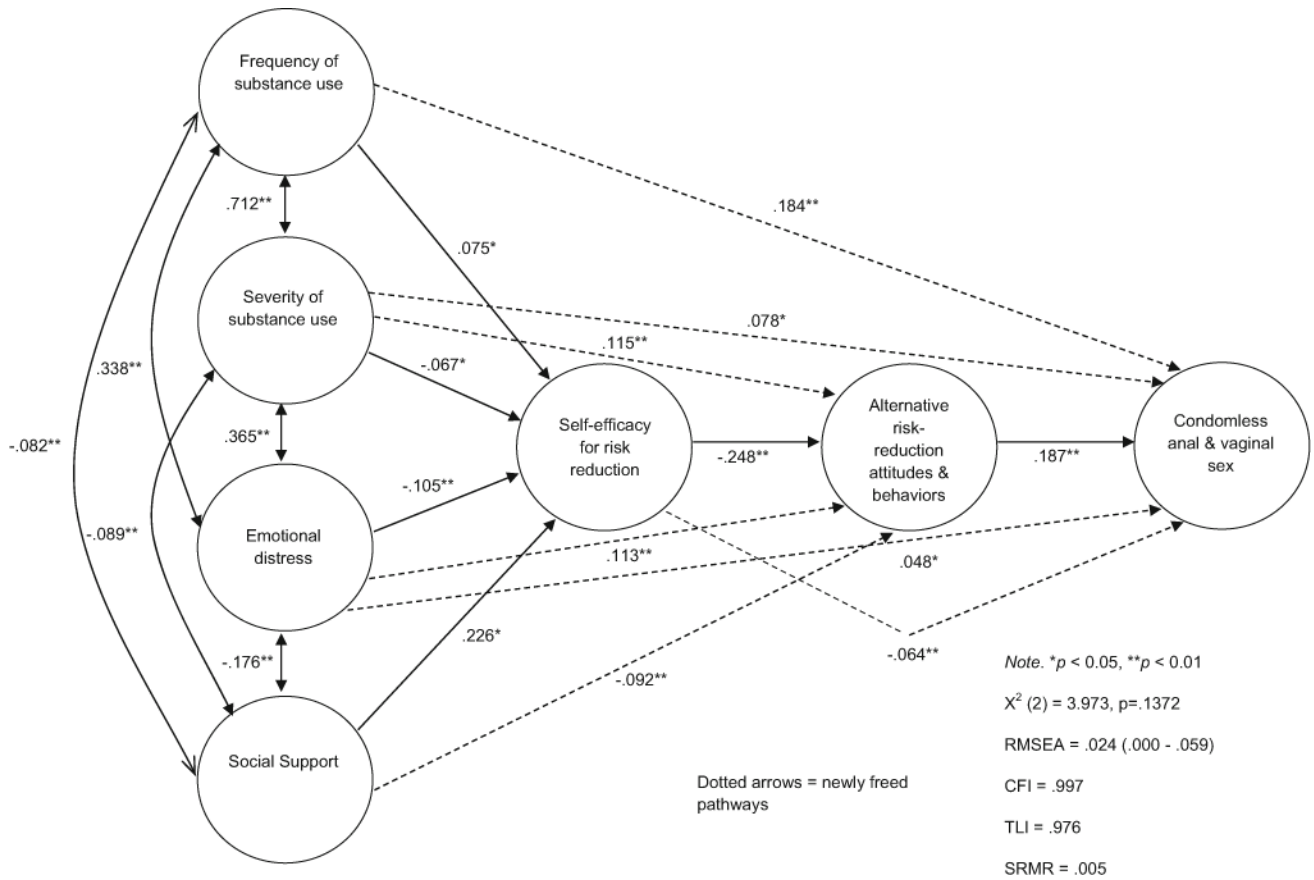 Frequency of
substance use
.184**
.712**
.075*
Severity of
substance use
.078*
.115**
.338**
-.067*
Alternative
risk-
reduction
attitudes &
behaviors
Condomless
anal & vaginal
sex
Self-efficacy
for risk
reduction
-.082**
.365**
-.248**
.187**
-.105**
-.089**
Emotional
distress
.113**
.048*
.226*
-.176**
-.064**
-.092**
Note. *p < 0.05, **p < 0.01
X2 (2) = 3.973, p=.1372
RMSEA = .024 (.000 - .059)
Social Support
Dotted arrows = newly freed
pathways
CFI = .997
TLI = .976
SRMR = .005